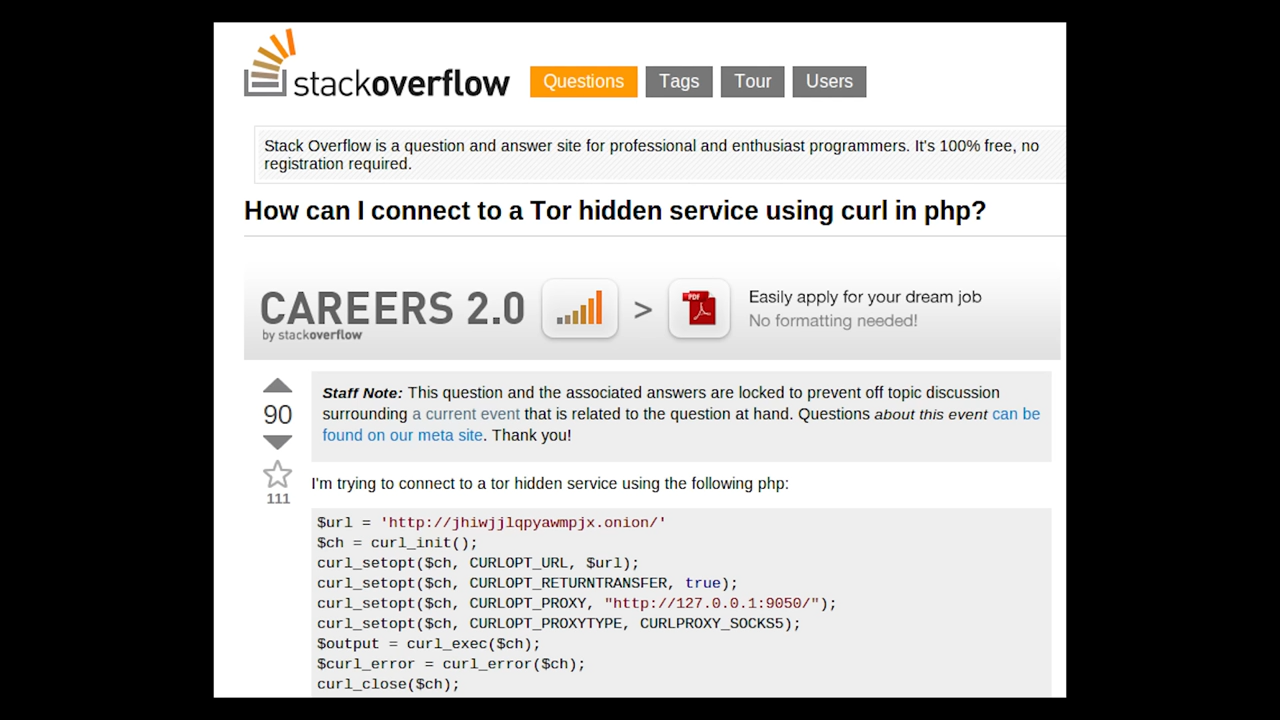 stackoverflow
Questions Tags Tour Users
Stack Overflow is a question and answer site for professional and enthusiast programmers. It's 100% free, no
registration required.
How can I connect to a Tor hidden service using curl in php?
CAREERS 2.0
by stackoverflow
>
PDF
Easily apply for your dream job
No formatting needed!
90
111
Staff Note: This question and the associated answers are locked to prevent off topic discussion
surrounding a current event that is related to the question at hand. Questions about this event can be
found on our meta site. Thank you!
I'm trying to connect to a tor hidden service using the following php:
$url = 'http://jhiwjjlqpyawmpjx.onion/'
$ch = curl_init();
curl_setopt($ch, CURLOPT_URL, $url);
curl_setopt($ch, CURLOPT_RETURNTRANSFER, true);
curl_setopt($ch, CURLOPT_PROXY, "http://127.0.0.1:9050/");
curl_setopt($ch, CURLOPT_PROXYTYPE, CURLPROXY_SOCKS5);
$output = curl_exec($ch);
$curl_error = curl_error($ch);
curl_close($ch);